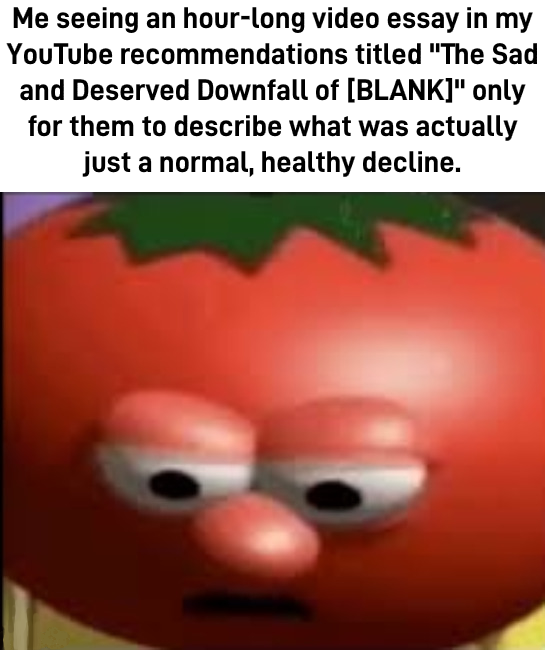 Me seeing an hour-long video essay in my
YouTube recommendations titled "The Sad
and Deserved Downfall of [BLANK]" only
for them to describe what was actually
just a normal, healthy decline.